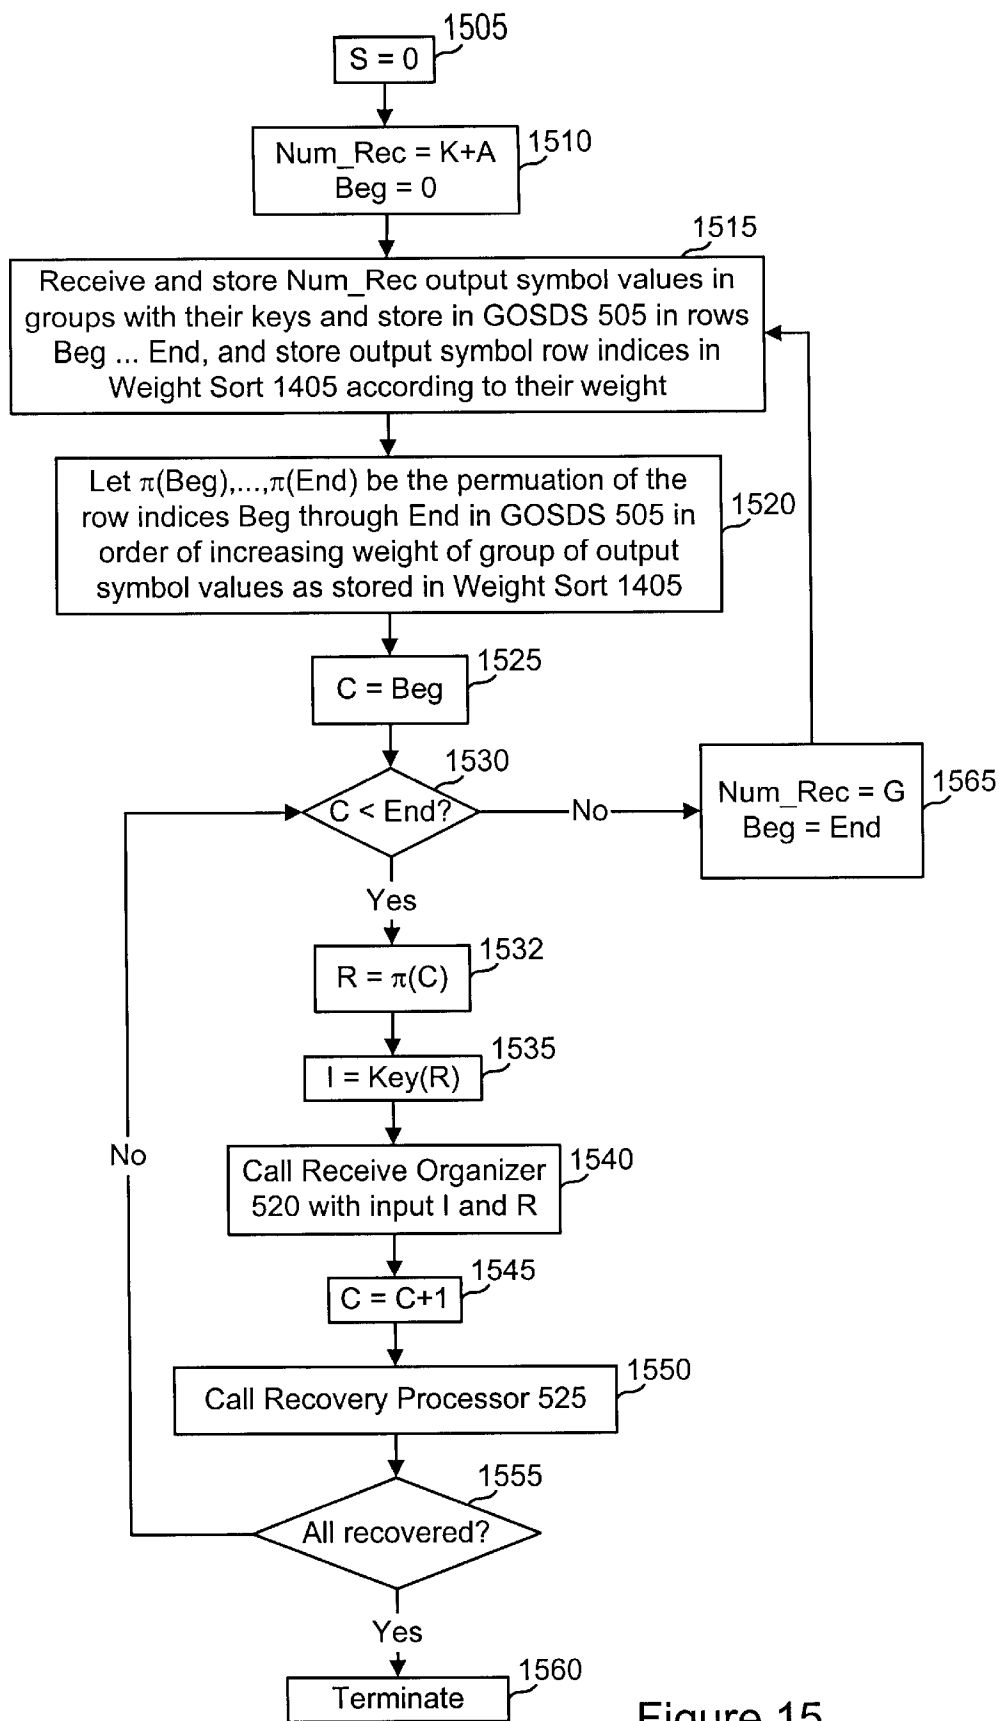 1505
S = 0
1510
Num_Rec = K+A
Beg = 0
1515
Receive and store Num_Rec output symbol values in
groups with their keys and store in GOSDS 505 in rows
Beg ... End, and store output symbol row indices in
Weight Sort 1405 according to their weight
1520
Let π(Beg),...,π(End) be the permuation of the
row indices Beg through End in GOSDS 505 in
order of increasing weight of group of output
symbol values as stored in Weight Sort 1405
1525
C = Beg
1530
C < End?
No
1565
Num_Rec = G
Beg = End
Yes
1532
R = π(C)
1535
I = Key(R)
No
1540
Call Receive Organizer
520 with input I and R
1545
C = C+1
1550
Call Recovery Processor 525
1555
All recovered?
Yes
1560
Terminate
Figure 15